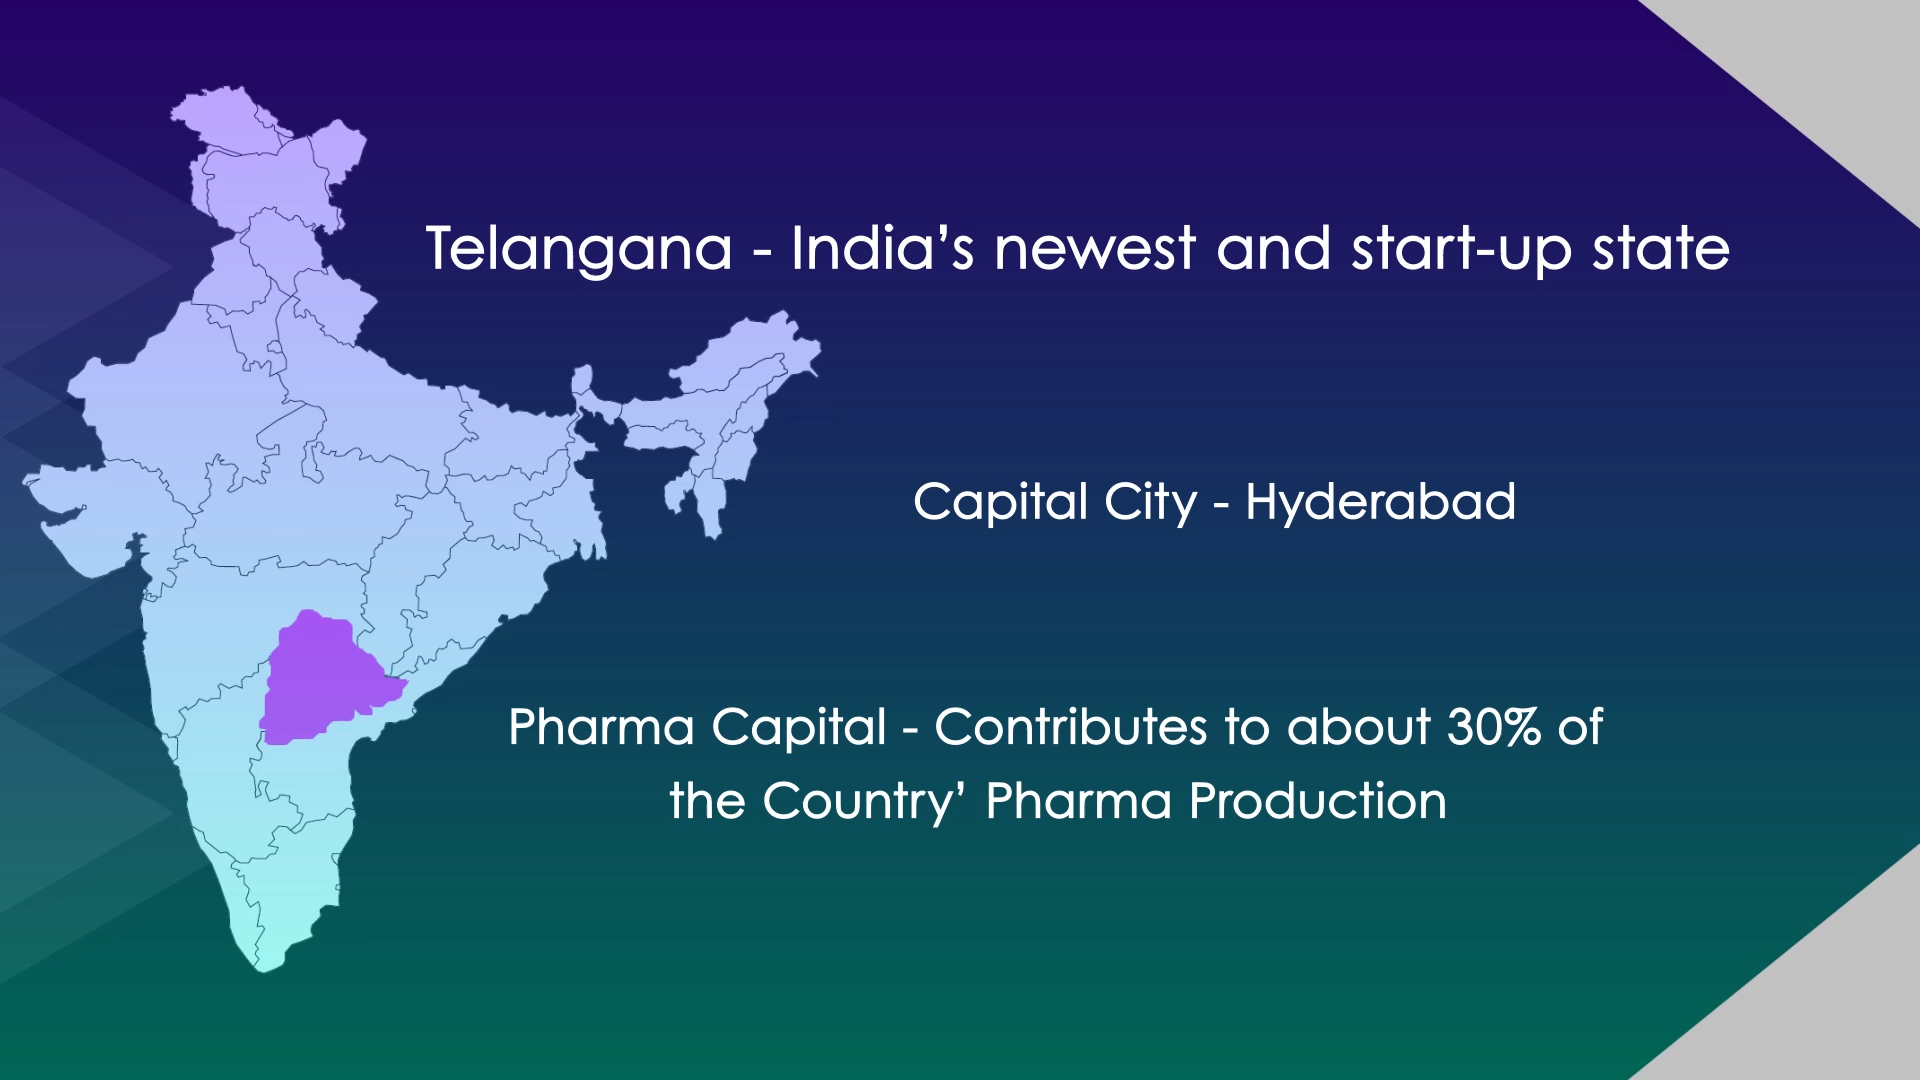 Telangana - India’s newest and start-up state
Capital City - Hyderabad
Pharma Capital - Contributes to about 30% of
the Country’ Pharma Production